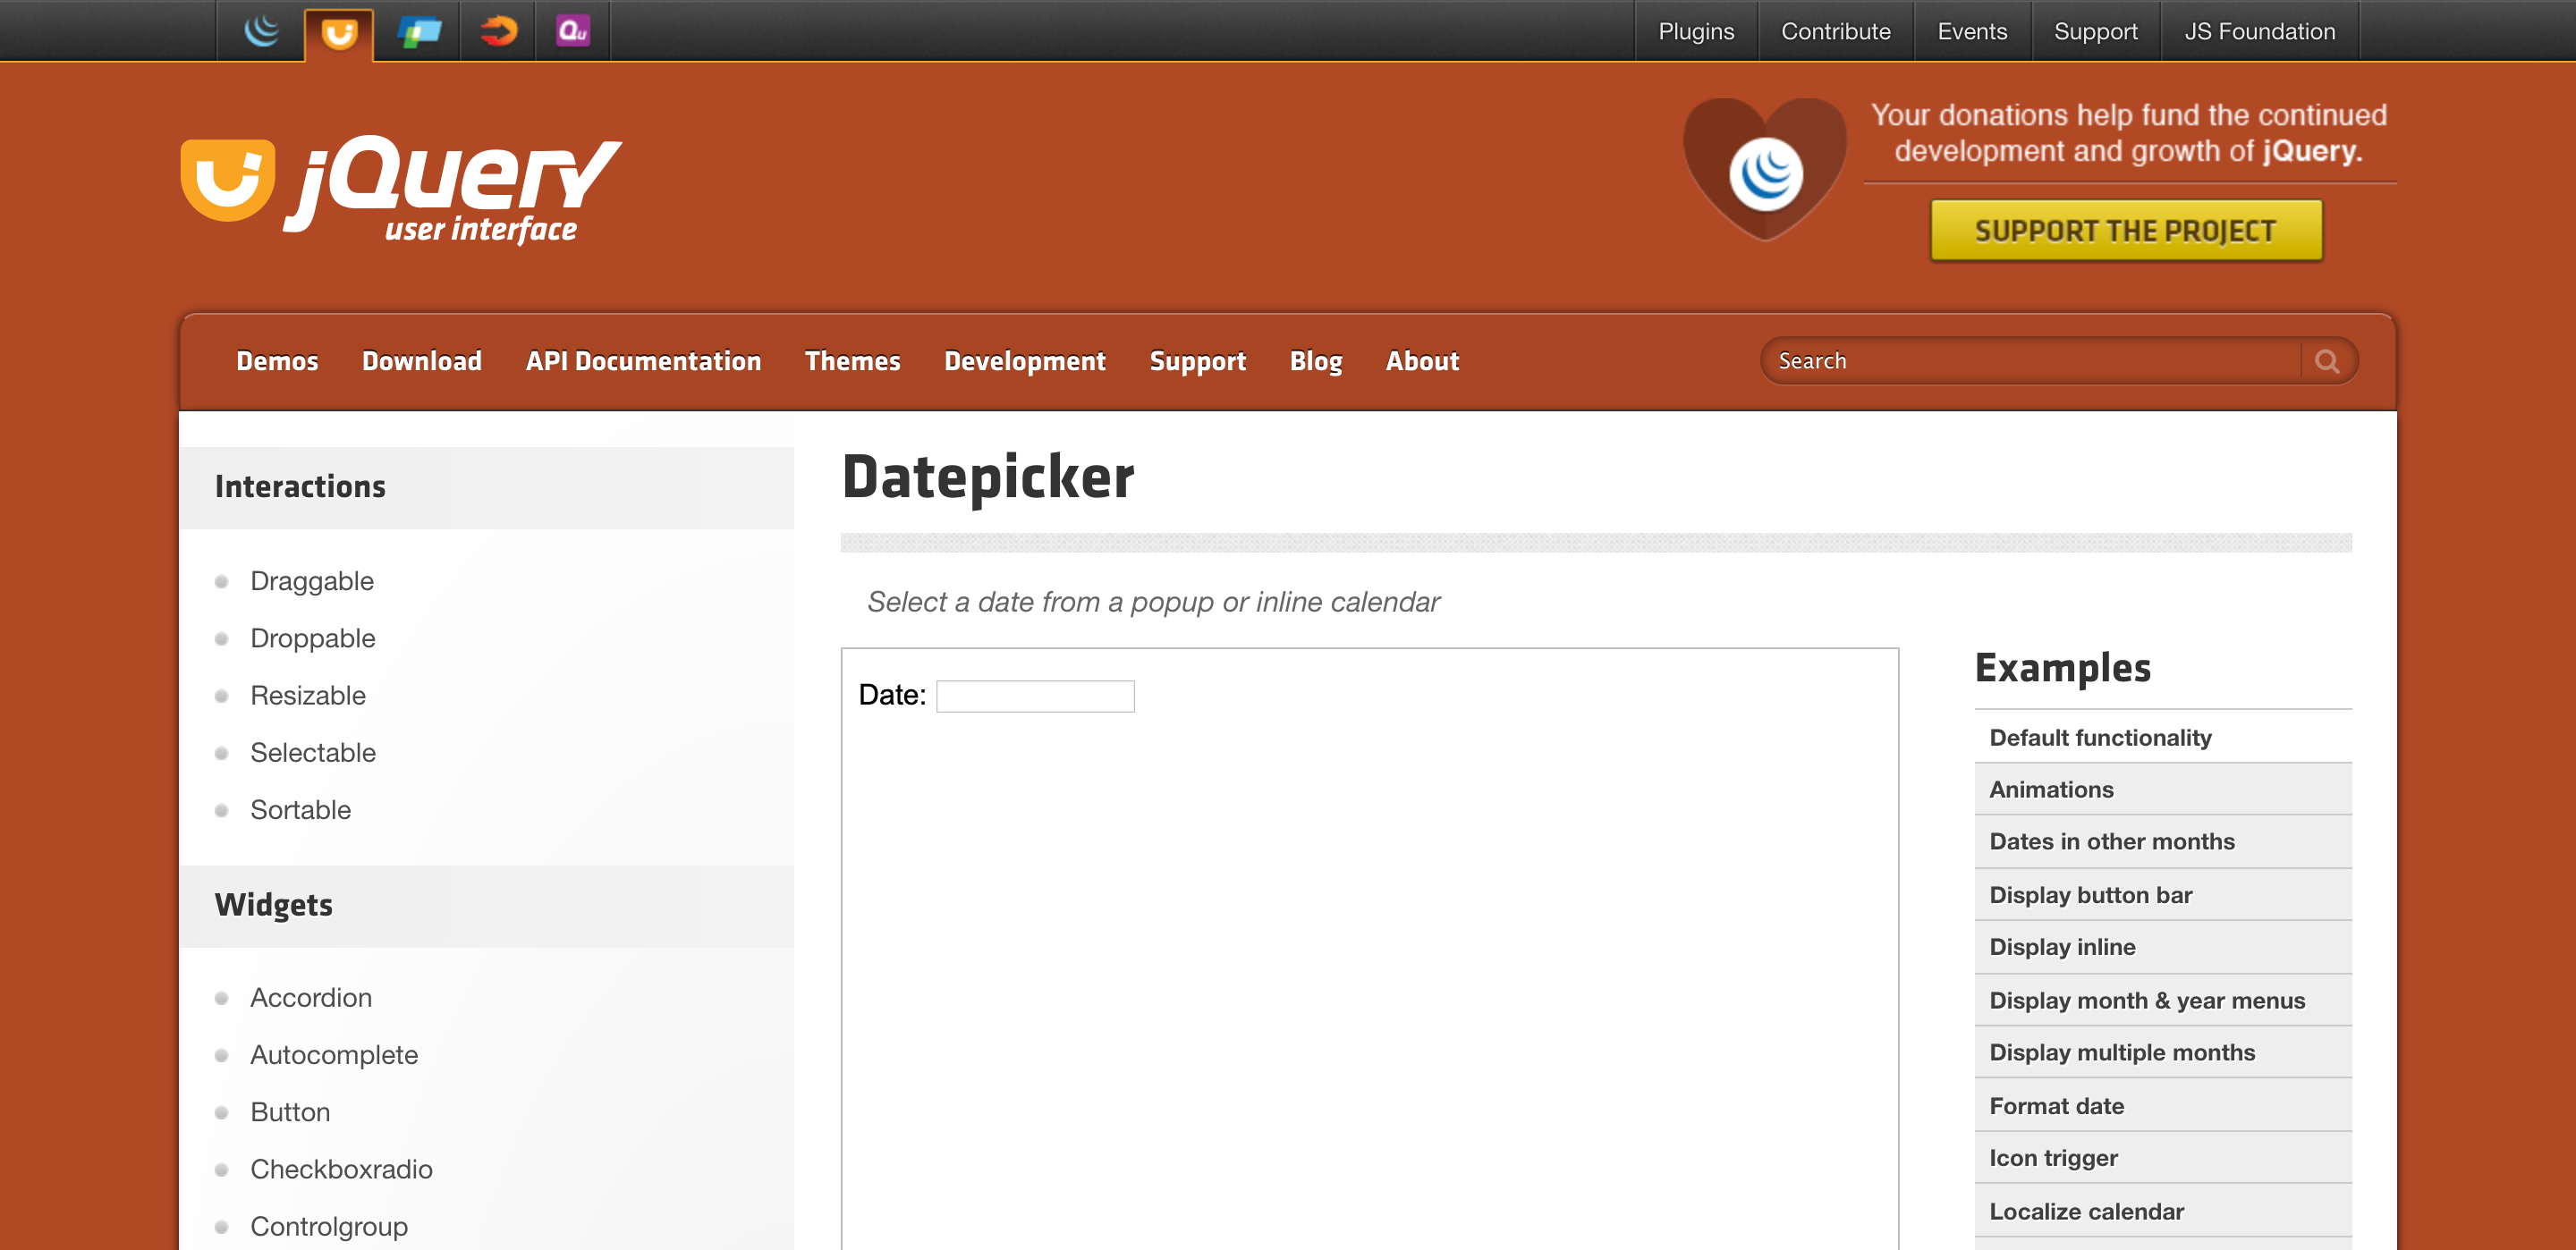 Qu
Plugins
Contribute
Events
Support
JS Foundation
jQuery
user interface
Your donations help fund the continued
development and growth of jQuery.
SUPPORT THE PROJECT
Demos
Download
API Documentation
Themes
Development
Support
Blog
About
Search
Interactions
Draggable
Droppable
Resizable
Selectable
Sortable
Widgets
Accordion
Autocomplete
Button
Checkboxradio
Controlgroup
Datepicker
Select a date from a popup or inline calendar
Date:
Examples
Default functionality
Animations
Dates in other months
Display button bar
Display inline
Display month & year menus
Display multiple months
Format date
Icon trigger
Localize calendar